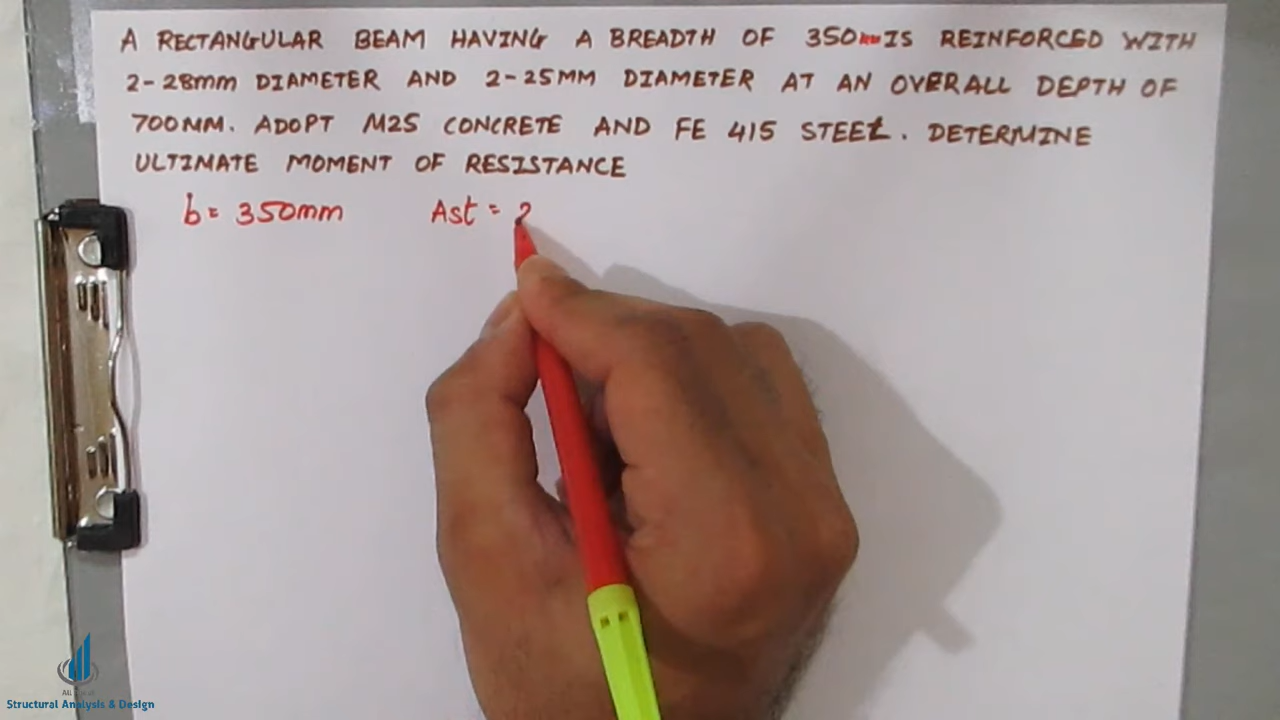 A RECTANGULAR BEAM HAVING A BREADTH OF 350mm IS REINFORCED WITH
2-28mm DIAMETER AND 2-25MM DIAMETER AT AN OVERALL DEPTH OF
700MM. ADOPT M25 CONCRETE AND FE 415 STEEL. DETERMINE
ULTIMATE MOMENT OF RESISTANCE
b = 350mm Ast = 2
Structural Analysis & Design